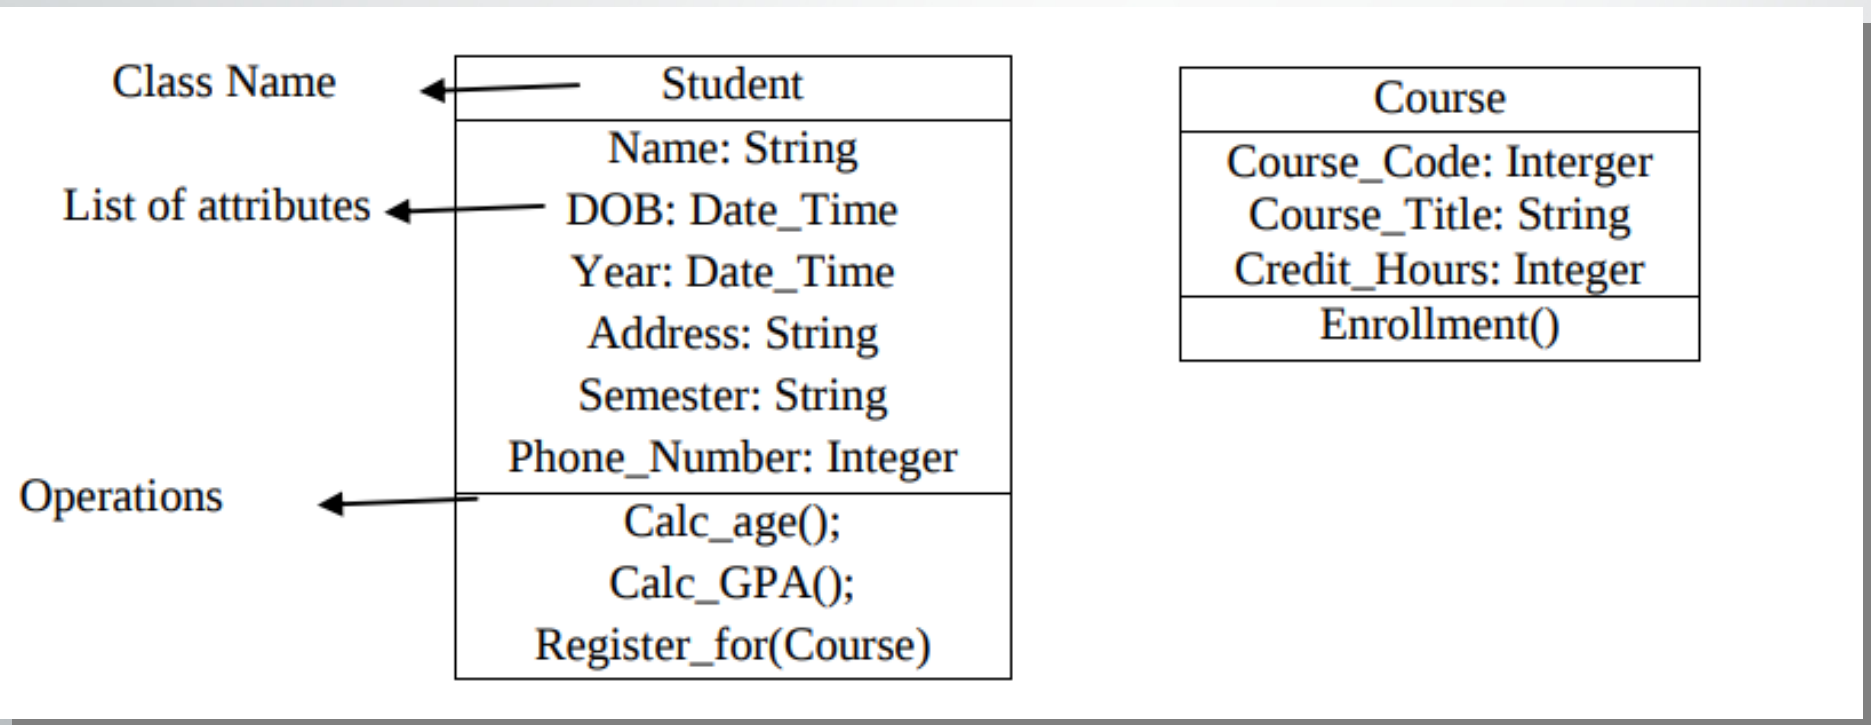 Class Name
List of attributes
Operations
Student
Name: String
DOB: Date_Time
Year: Date_Time
Address: String
Semester: String
Phone_Number: Integer
Calc_age();
Calc_GPA();
Register_for(Course)
Course
Course_Code: Interger
Course_Title: String
Credit_Hours: Integer
Enrollment()